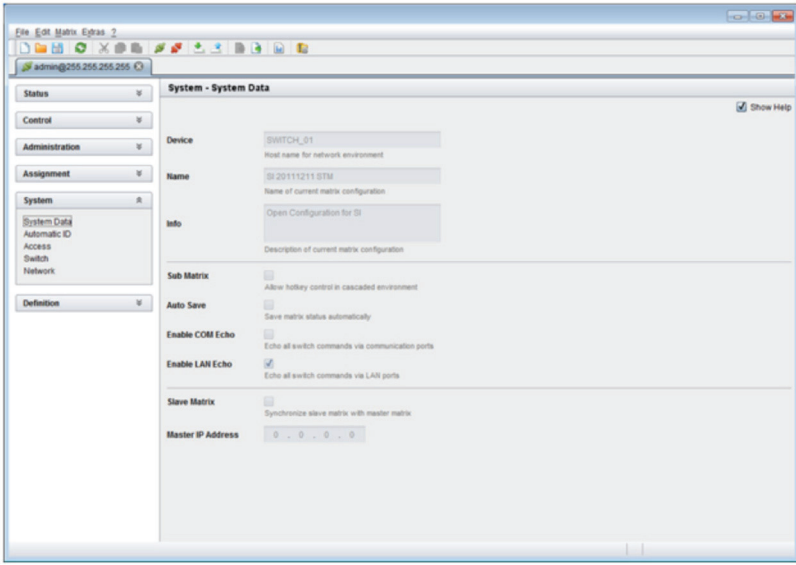 File Edit Matrix Extras ?
admin@255.255.255.255
Status
Control
Administration
Assignment
System
System Data
Automatic ID
Access
Switch
Network
Definition
System - System Data
Show Help
Device SWITCH_01
Host name for network environment
Name SI 20111211 STM
Name of current matrix configuration
Info Open Configuration for SI
Description of current matrix configuration
Sub Matrix
Allow hotkey control in cascaded environment
Auto Save
Save matrix status automatically
Enable COM Echo
Echo all switch commands via communication ports
Enable LAN Echo
Echo all switch commands via LAN ports
Slave Matrix
Synchronize slave matrix with master matrix
Master IP Address 0 . 0 . 0 . 0